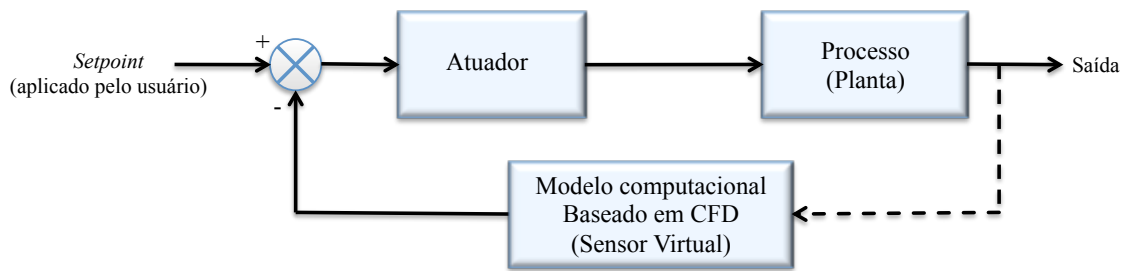 Setpoint
(aplicado pelo usuário)
+
-
Atuador
Processo
(Planta)
Saída
Modelo computacional
Baseado em CFD
(Sensor Virtual)